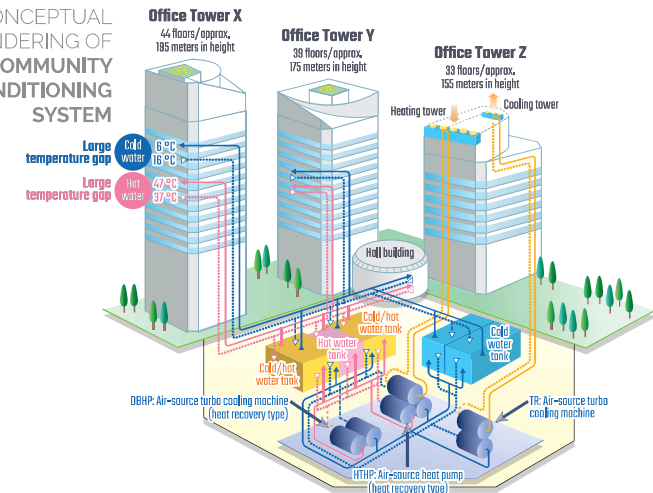 ONCEPTUAL
NDERING OF
OMMUNITY
NDITIONING
SYSTEM
Office Tower X
44 floors/approx.
195 meters in height
Office Tower Y
39 floors/approx.
175 meters in height
Office Tower Z
33 floors/approx.
155 meters in height
Heating tower
Cooling tower
Large
temperature gap
Cold
water
6 °C
16 °C
Large
temperature gap
Hot
water
47 °C
37 °C
Hall building
Cold/hot
water tank
Hot water
tank
Cold/hot
water tank
Cold
water
tank
DBHP: Air-source turbo cooling machine
(heat recovery type)
TR: Air-source turbo
cooling machine
HTHP: Air-source heat pump
(heat recovery type)